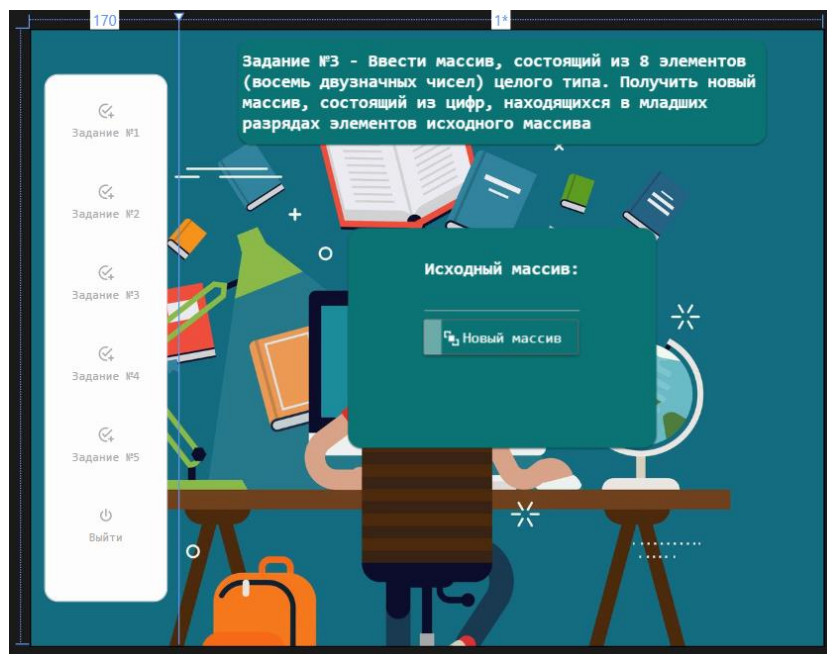 170
1*
Задание №3 - Ввести массив, состоящий из 8 элементов
(восемь двузначных чисел) целого типа. Получить новый
массив, состоящий из цифр, находящихся в младших
разрядах элементов исходного массива
Задание №1
Задание №2
Задание №3
Задание №4
Задание №5
Выйти
Исходный массив:
Новый массив